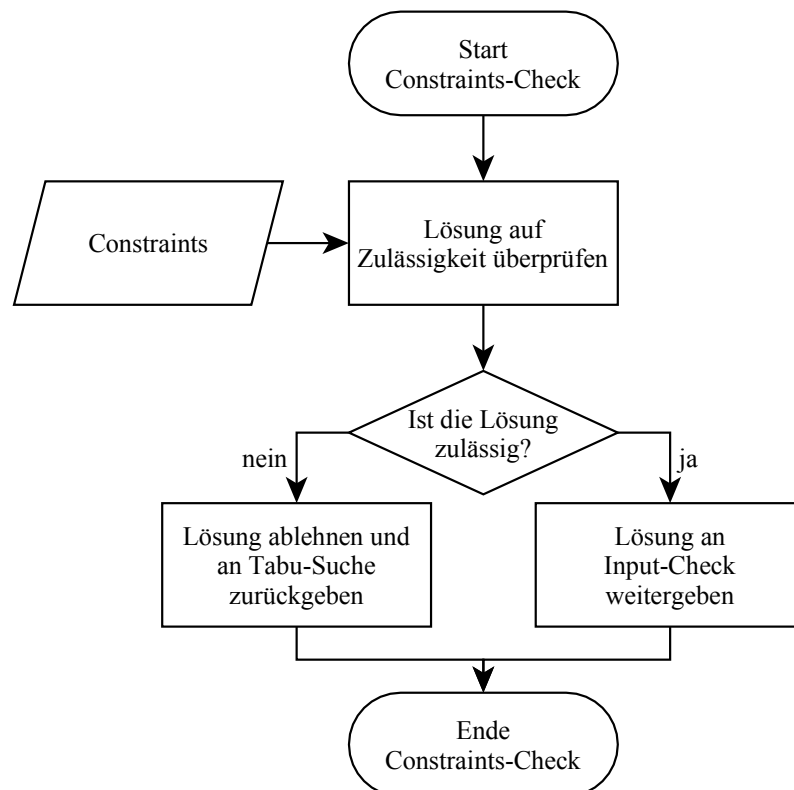 Start
Constraints-Check
Constraints
Lösung auf
Zulässigkeit überprüfen
Ist die Lösung
zulässig?
nein
ja
Lösung ablehnen und
an Tabu-Suche
zurückgeben
Lösung an
Input-Check
weitergeben
Ende
Constraints-Check